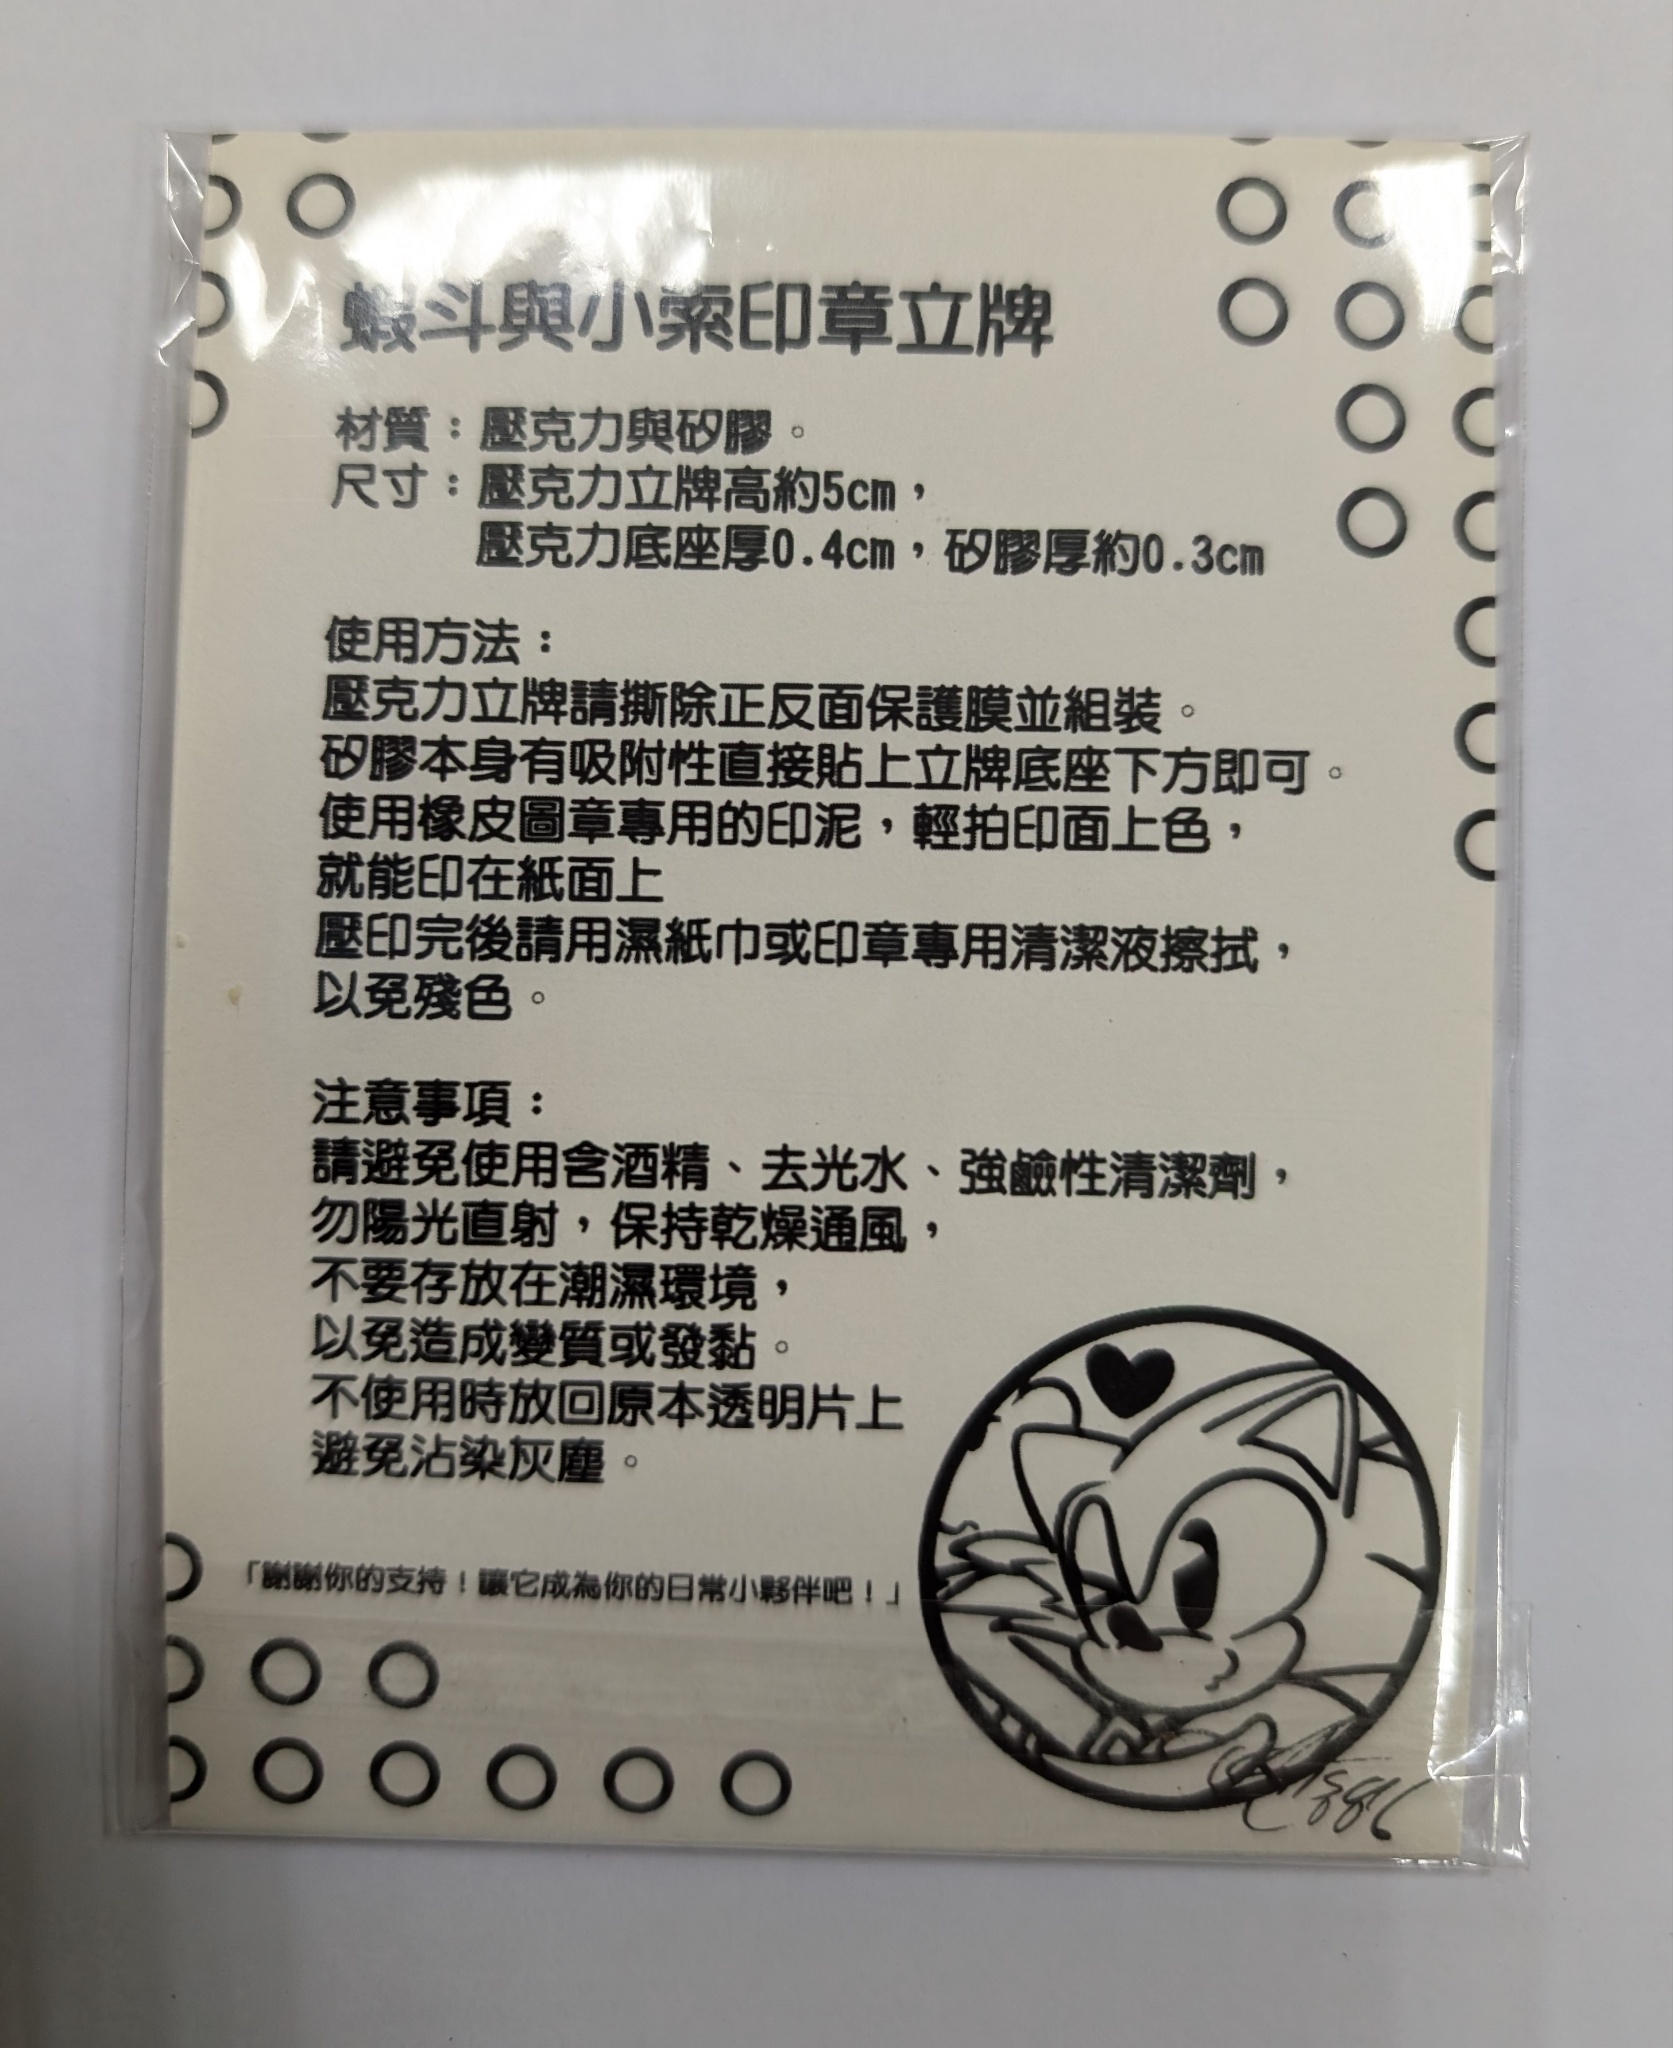 蝦斗與小索印章立牌
材質：壓克力與矽膠。
尺寸：壓克力立牌高約5cm，
壓克力底座厚0.4cm，矽膠厚約0.3cm
使用方法：
壓克力立牌請撕除正反面保護膜並組裝。
矽膠本身有吸附性直接貼上立牌底座下方即可。
使用橡皮圖章專用的印泥，輕拍印面上色，
就能印在紙面上
壓印完後請用濕紙巾或印章專用清潔液擦拭，
以免殘色。
注意事項：
請避免使用含酒精、去光水、強鹼性清潔劑，
勿陽光直射，保持乾燥通風，
不要存放在潮濕環境，
以免造成變質或發黏。
不使用時放回原本透明片上
避免沾染灰塵。
「謝謝你的支持！讓它成為你的日常小夥伴吧！」